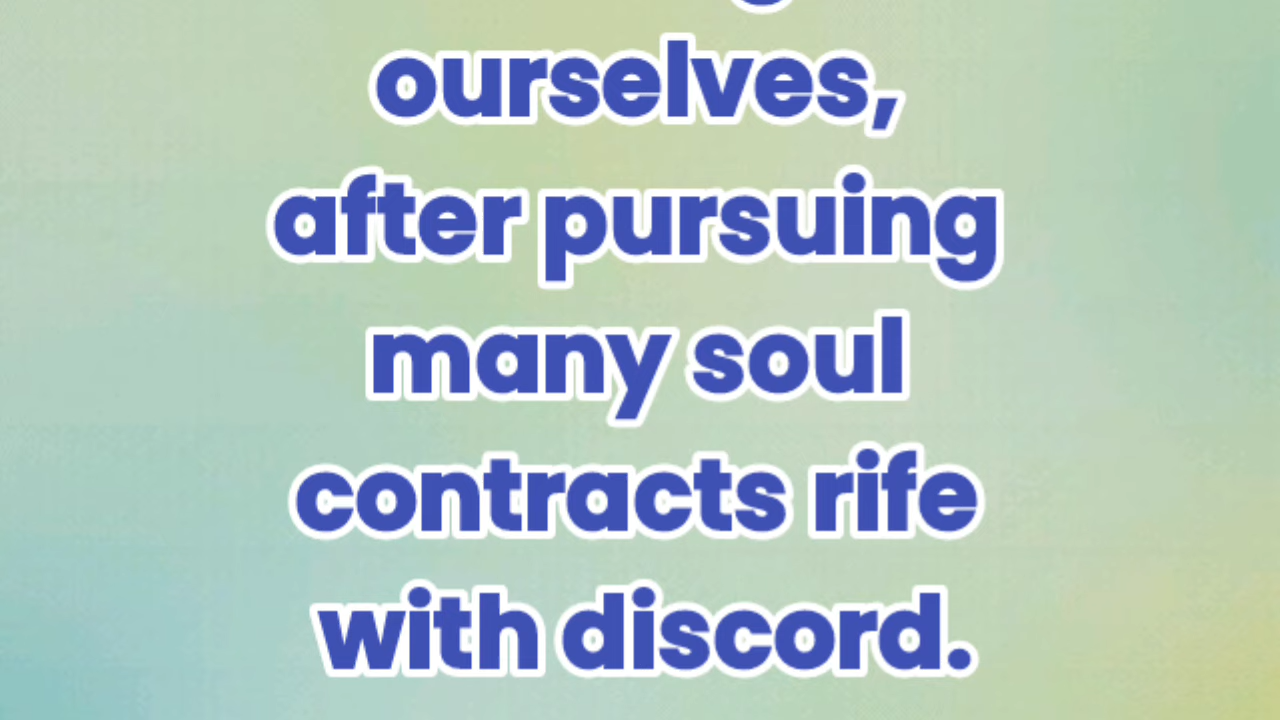 ourselves,
after pursuing
many soul
contracts rife
with discord.